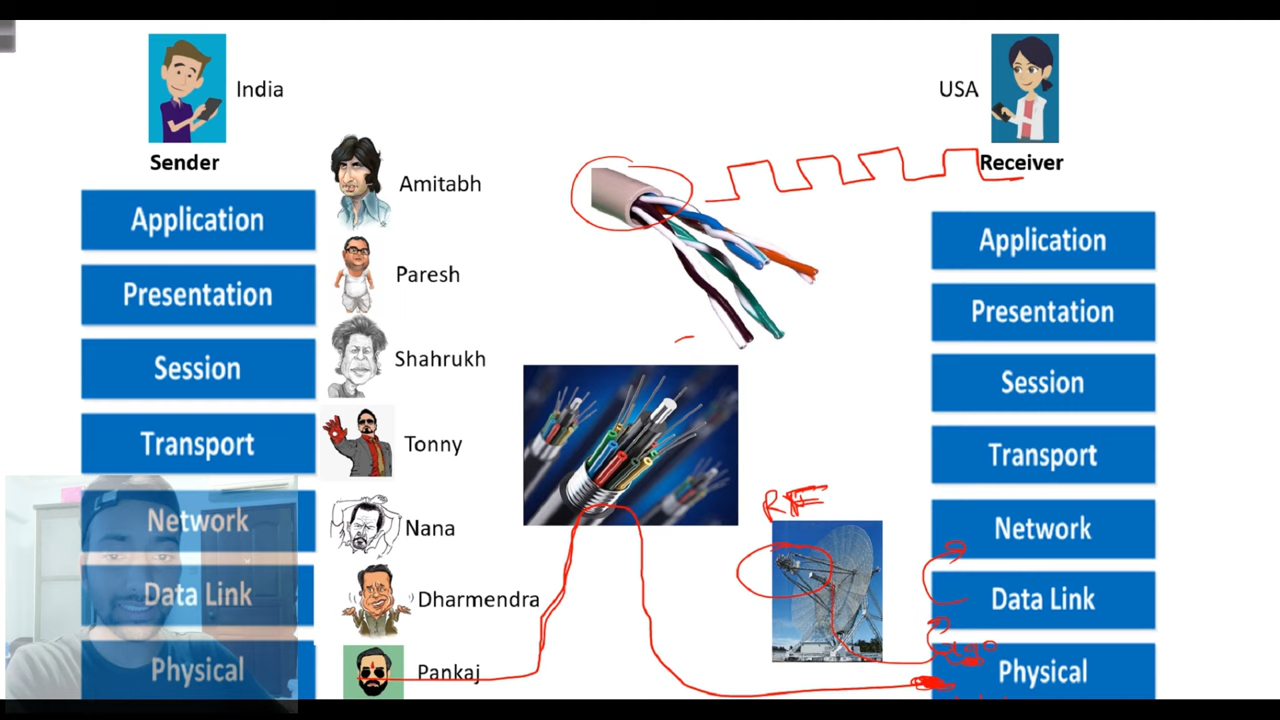 India
USA
Sender
Receiver
Amitabh
Application
Application
Paresh
Presentation
Presentation
Shahrukh
Session
Session
Tonny
Transport
Transport
RF
Nana
Network
Network
Dharmendra
Data Link
Data Link
Pankaj
Physical
Physical